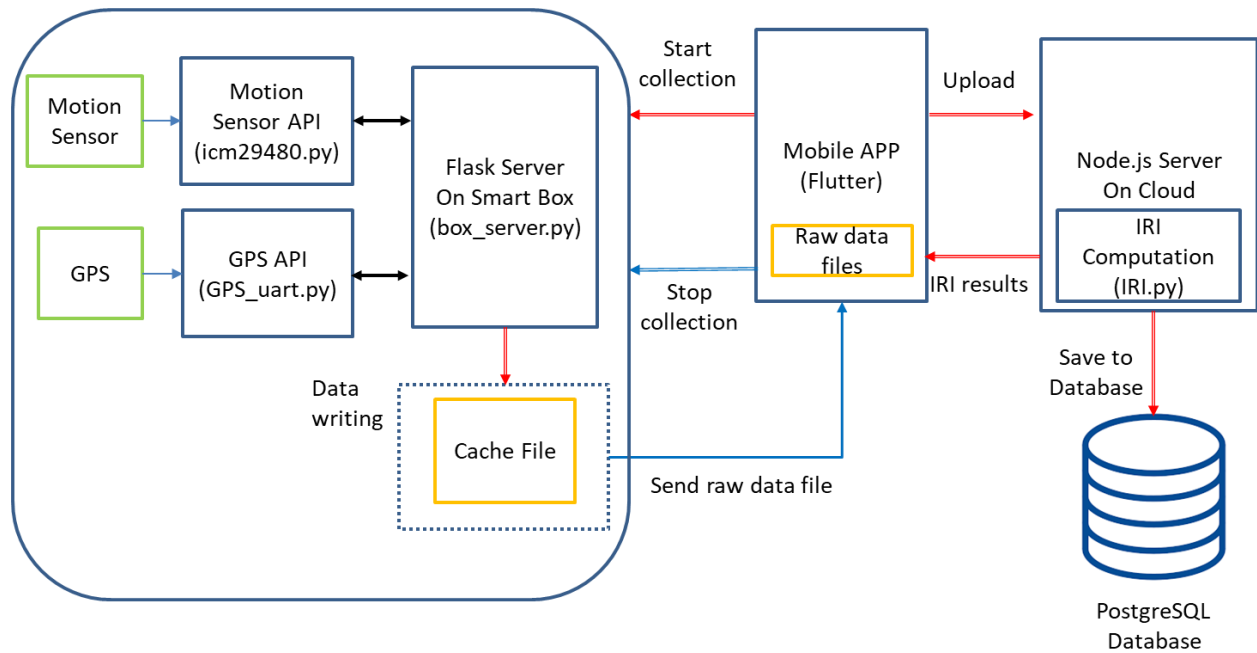 Motion
Sensor
Motion
Sensor API
(icm29480.py)
GPS
GPS API
(GPS_uart.py)
Flask Server
On Smart Box
(box_server.py)
Data
writing
Cache File
Start
collection
Stop
collection
Send raw data file
Mobile APP
(Flutter)
Raw data
files
Upload
IRI results
Node.js Server
On Cloud
IRI
Computation
(IRI.py)
Save to
Database
PostgreSQL
Database